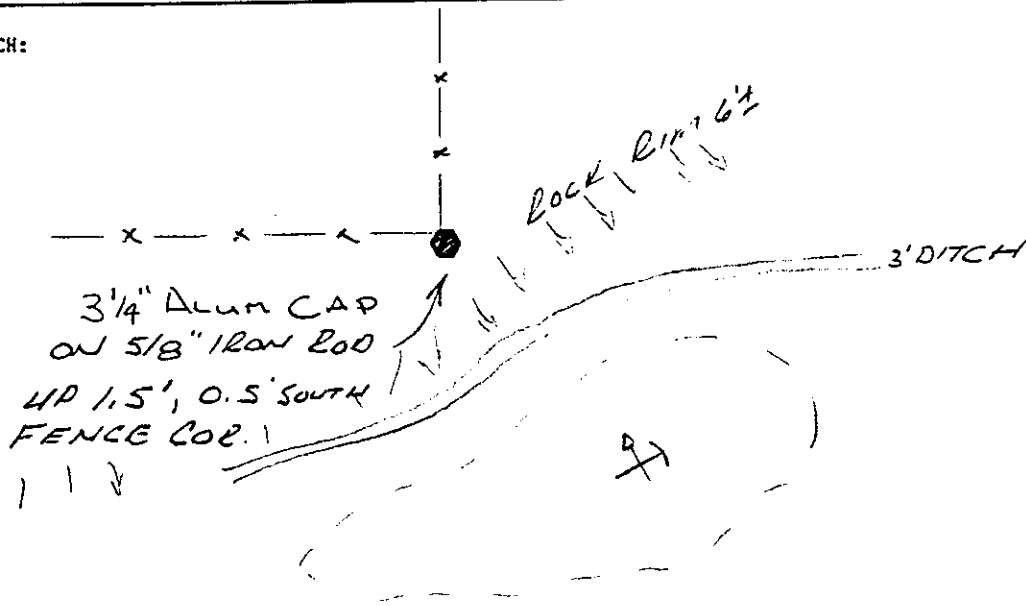 CH:
ROCK RIM 6'±
3' DITCH
3 1/4" ALUM CAP
ON 5/8" IRON ROD
UP 1.5', 0.5' SOUTH
FENCE COR.